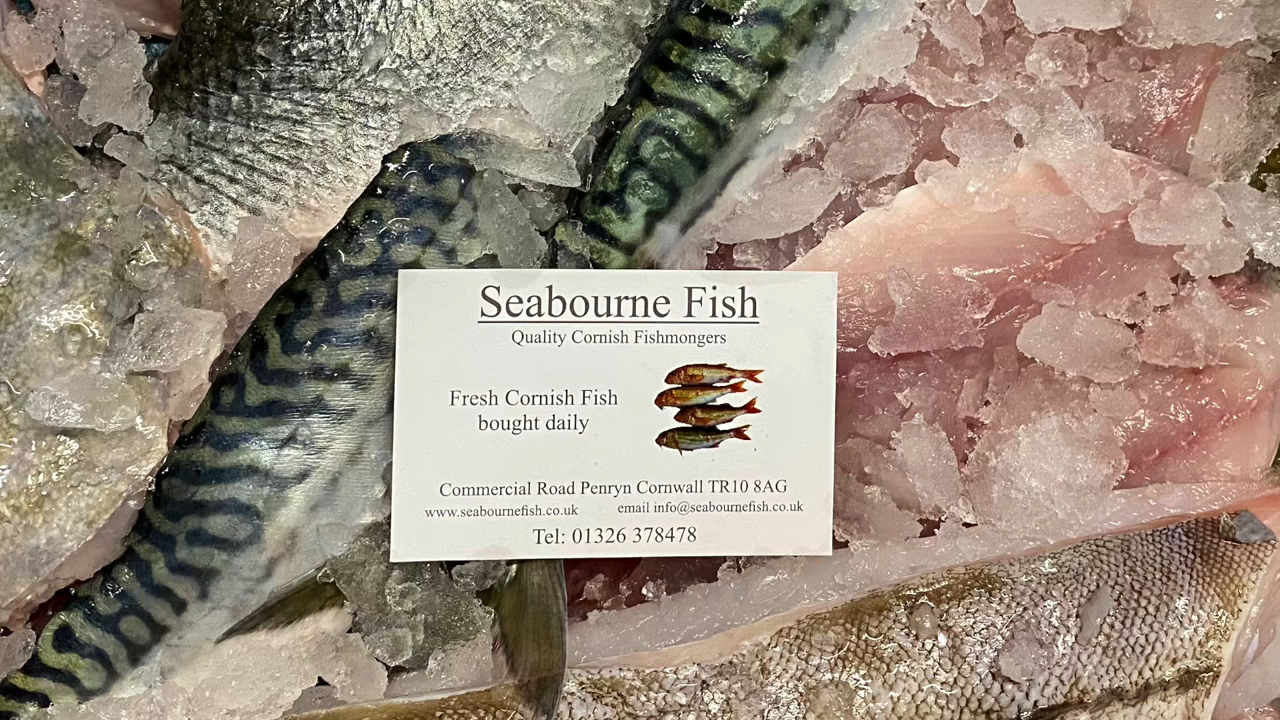 Seabourne Fish
Quality Cornish Fishmongers
Fresh Cornish Fish
bought daily
Commercial Road Penryn Cornwall TR10 8AG
www.seabournefish.co.uk email info@seabournefish.co.uk
Tel: 01326 378478